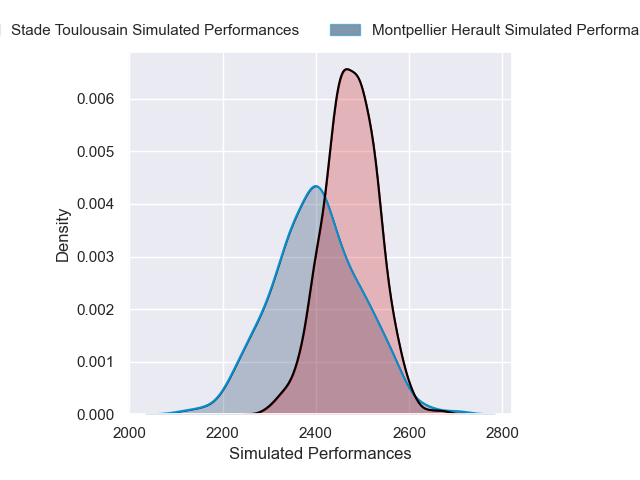 Stade Toulousain Simulated Performances
Montpellier Herault Simulated Performa
0.006
0.005
0.004
0.003
0.002
0.001
0.000
Density
2000 2200 2400 2600 2800
Simulated Performances